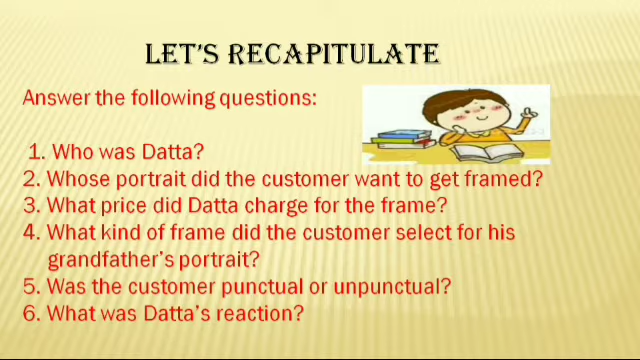 LET'S RECAPITULATE
Answer the following questions:
1. Who was Datta?
2. Whose portrait did the customer want to get framed?
3. What price did Datta charge for the frame?
4. What kind of frame did the customer select for his
grandfather's portrait?
5. Was the customer punctual or unpunctual?
6. What was Datta's reaction?